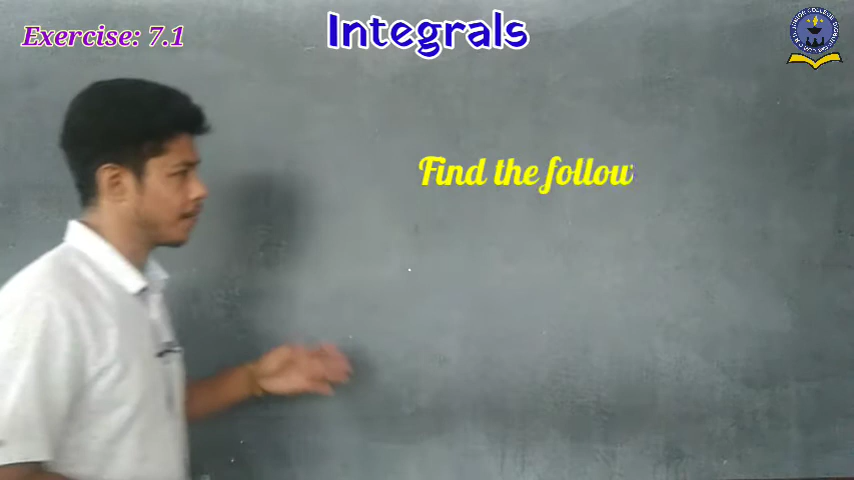 Integrals
Exercise: 7.1
Find the follow